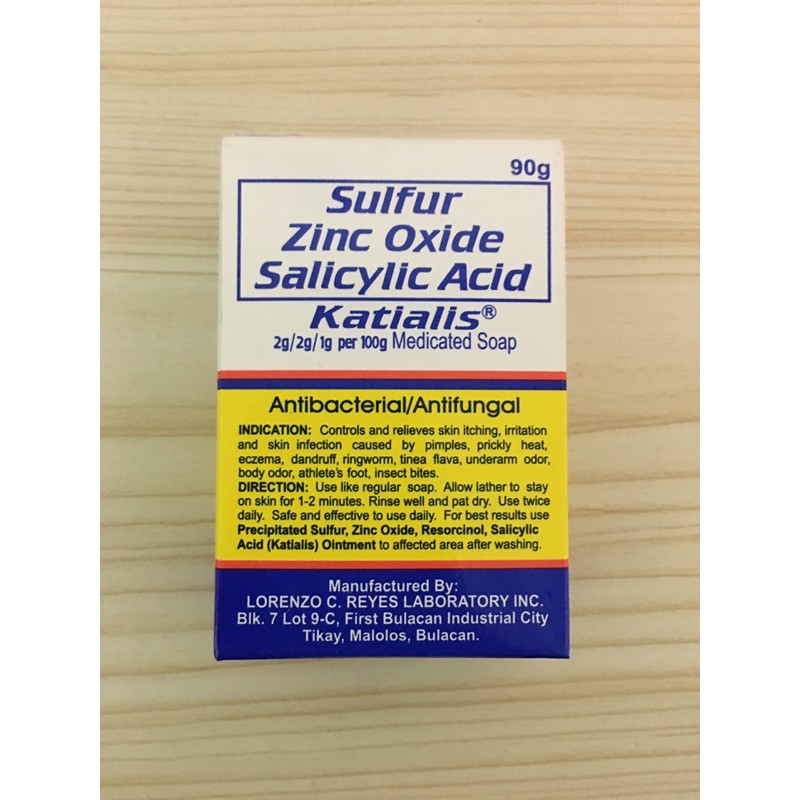 90g
Sulfur
Zinc Oxide
Salicylic Acid
Katialis®
2g/2g/1g per 100g Medicated Soap
Antibacterial/Antifungal
INDICATION: Controls and relieves skin itching, irritation
and skin infection caused by pimples, prickly heat,
eczema, dandruff, ringworm, tinea flava, underarm odor,
body odor, athlete's foot, insect bites.
DIRECTION: Use like regular soap. Allow lather to stay
on skin for 1-2 minutes. Rinse well and pat dry. Use twice
daily. Safe and effective to use daily. For best results use
Precipitated Sulfur, Zinc Oxide, Resorcinol, Salicylic
Acid (Katialis) Ointment to affected area after washing.
Manufactured By:
LORENZO C. REYES LABORATORY INC.
Blk. 7 Lot 9-C, First Bulacan Industrial City
Tikay, Malolos, Bulacan.